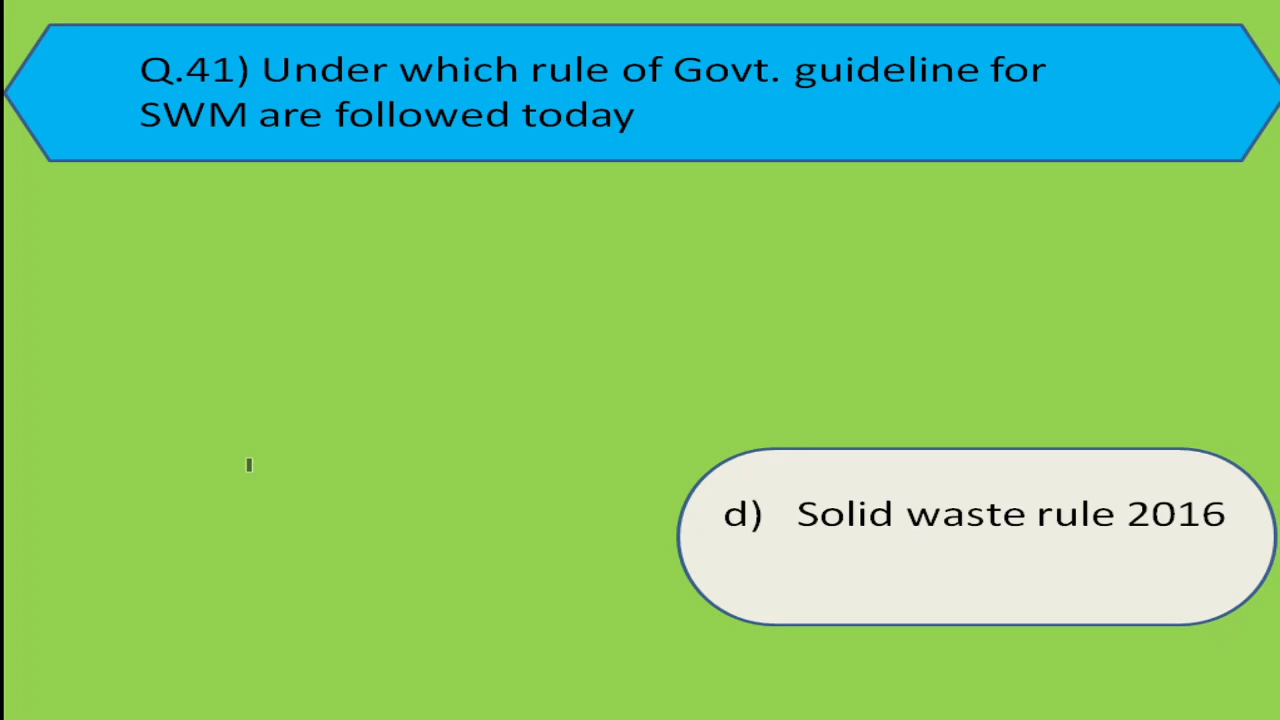 Q.41) Under which rule of Govt. guideline for
SWM are followed today
d) Solid waste rule 2016